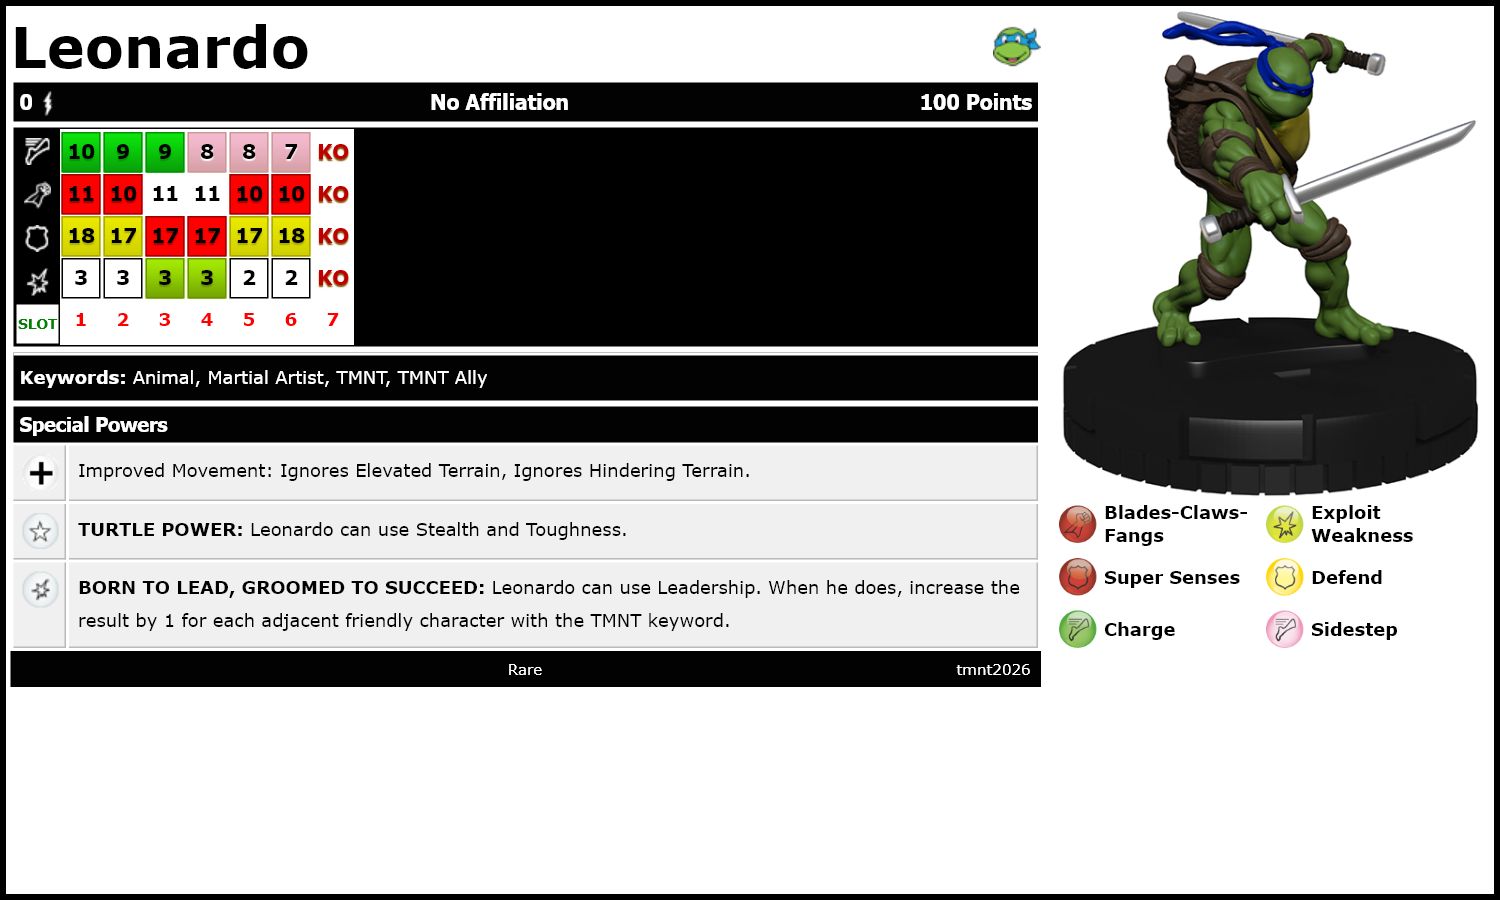 Leonardo
0 No Affiliation 100 Points
10 9 9 8 8 7 KO
11 10 11 11 10 10 KO
18 17 17 17 17 18 KO
3 3 3 3 2 2 KO
SLOT 1 2 3 4 5 6 7
Keywords: Animal, Martial Artist, TMNT, TMNT Ally
Special Powers
Improved Movement: Ignores Elevated Terrain, Ignores Hindering Terrain.
TURTLE POWER: Leonardo can use Stealth and Toughness.
BORN TO LEAD, GROOMED TO SUCCEED: Leonardo can use Leadership. When he does, increase the
result by 1 for each adjacent friendly character with the TMNT keyword.
Rare tmnt2026
Blades-Claws-
Fangs
Exploit
Weakness
Super Senses
Defend
Charge
Sidestep